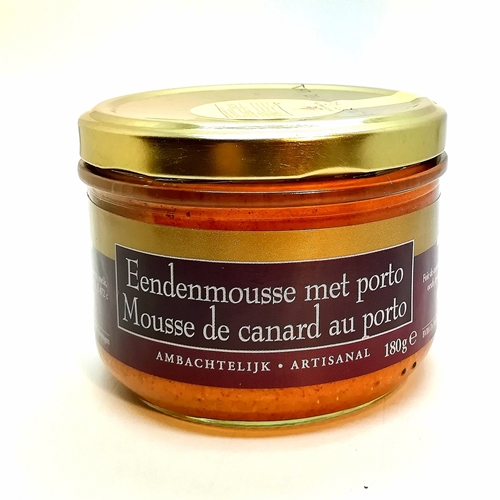 Eendenmousse met porto
Mousse de canard au porto
AMBACHTELIJK • ARTISANAL 180g ℮